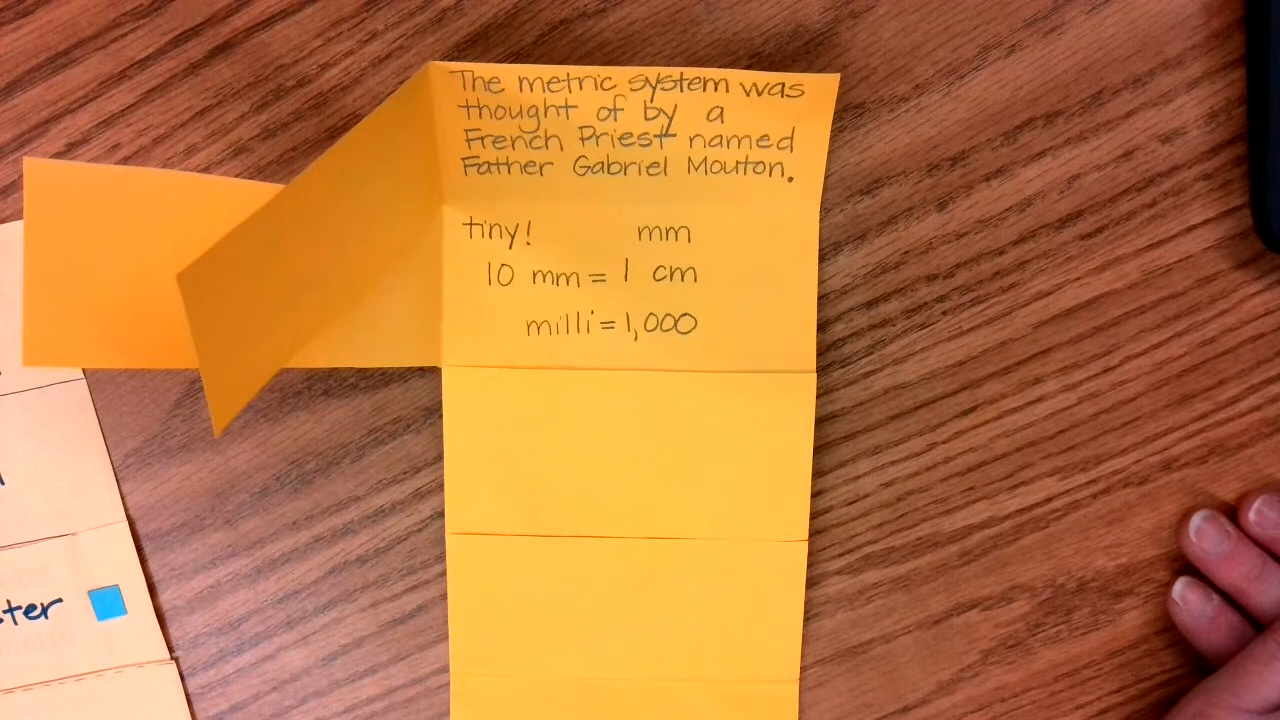 The metric system was
thought of by a
French Priest named
Father Gabriel Mouton.
tiny! mm
10 mm = 1 cm
milli = 1,000